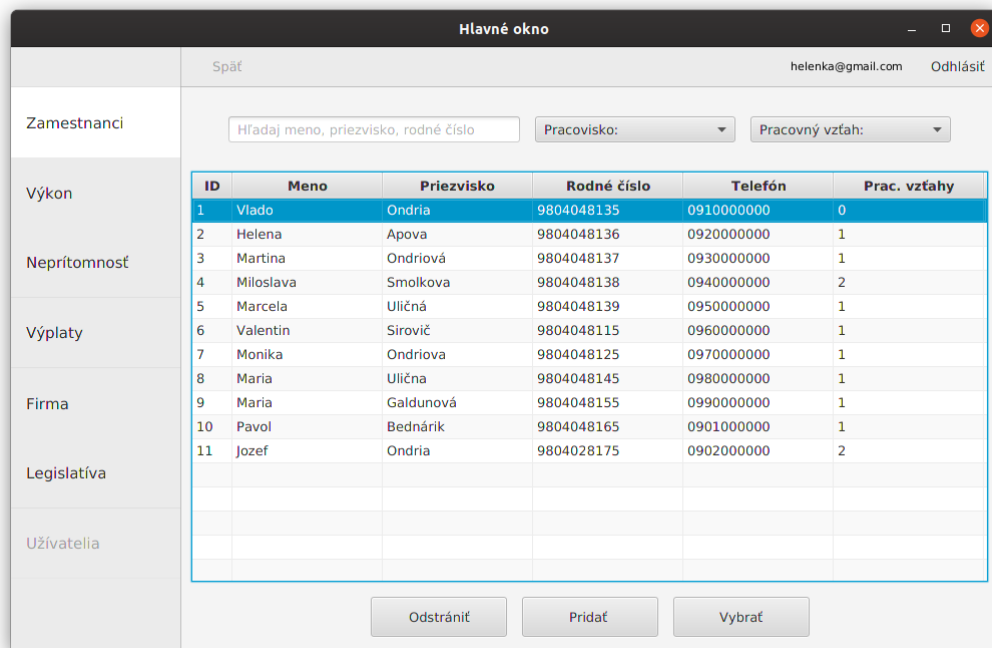 Hlavné okno
Späť helenka@gmail.com Odhlásiť
Zamestnanci
Výkon
Neprítomnosť
Výplaty
Firma
Legislatíva
Užívatelia
Hľadaj meno, priezvisko, rodné číslo Pracovisko: Pracovný vzťah:
ID Meno Priezvisko Rodné číslo Telefón Prac. vzťahy
1 Vlado Ondria 9804048135 0910000000 0
2 Helena Apova 9804048136 0920000000 1
3 Martina Ondriová 9804048137 0930000000 1
4 Miloslava Smolkova 9804048138 0940000000 2
5 Marcela Uličná 9804048139 0950000000 1
6 Valentin Sirovič 9804048115 0960000000 1
7 Monika Ondriova 9804048125 0970000000 1
8 Maria Ulična 9804048145 0980000000 1
9 Maria Galdunová 9804048155 0990000000 1
10 Pavol Bednárik 9804048165 0901000000 1
11 Jozef Ondria 9804028175 0902000000 2
Odstrániť Pridať Vybrať